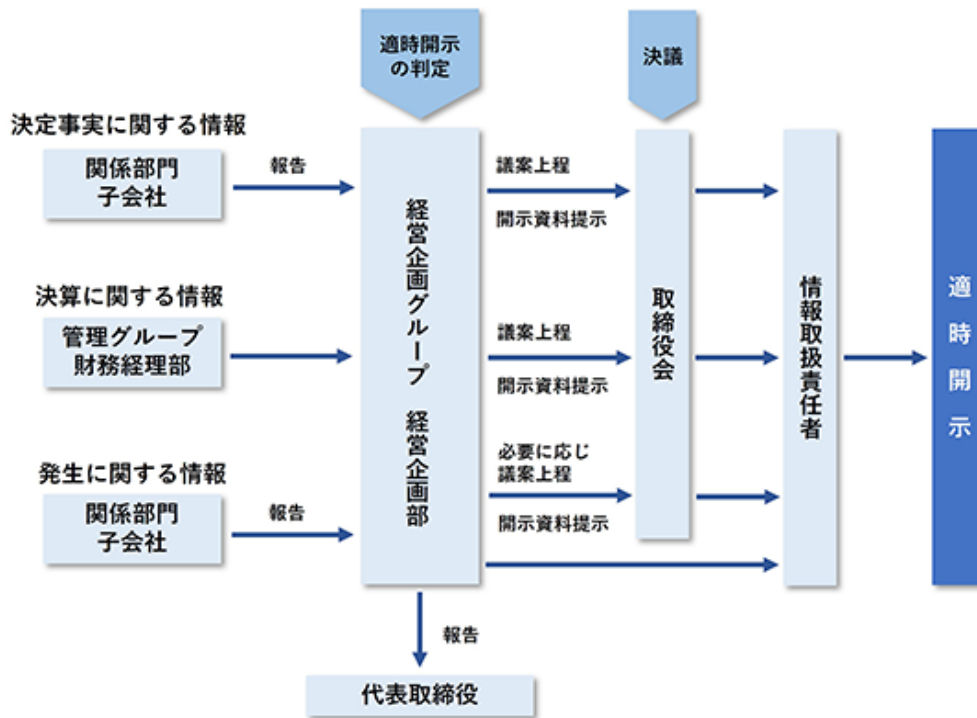 適時開示
の判定
決議
決定事実に関する情報
関係部門
子会社
報告
議案上程
開示資料提示
決算に関する情報
管理グループ
財務経理部
議案上程
開示資料提示
発生に関する情報
関係部門
子会社
報告
必要に応じ
議案上程
開示資料提示
経営企画グループ　経営企画部
取締役会
情報取扱責任者
適時開示
報告
代表取締役